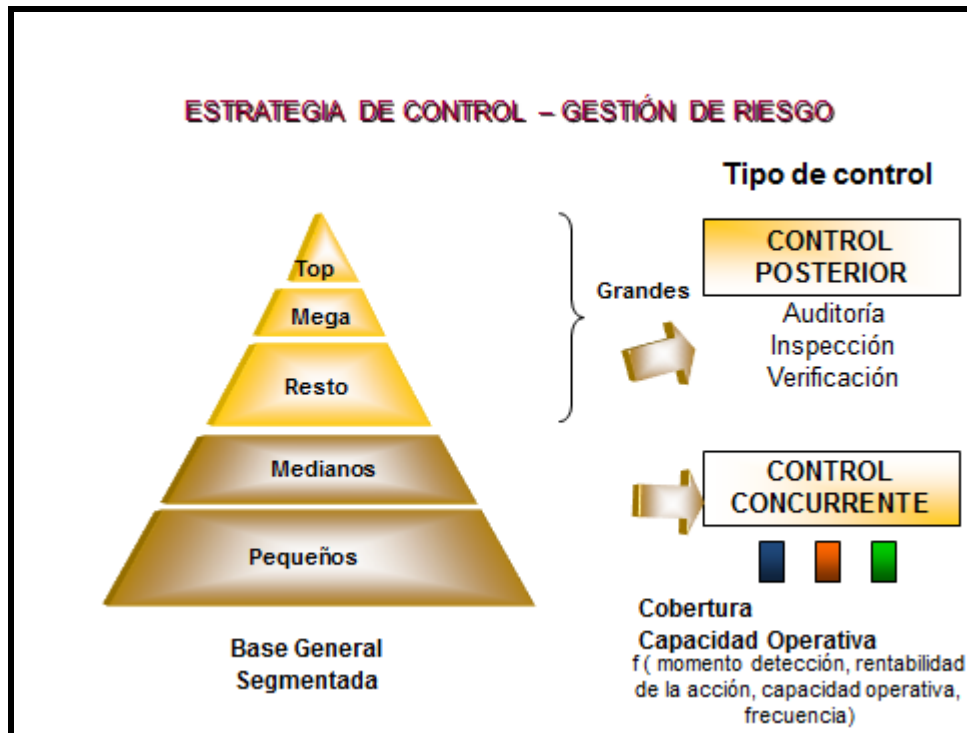 ESTRATEGIA DE CONTROL – GESTIÓN DE RIESGO
Tipo de control
Top
Mega
Resto
Medianos
Pequeños
Base General
Segmentada
Grandes
CONTROL
POSTERIOR
Auditoría
Inspección
Verificación
CONTROL
CONCURRENTE
Cobertura
Capacidad Operativa
f ( momento detección, rentabilidad
de la acción, capacidad operativa,
frecuencia)